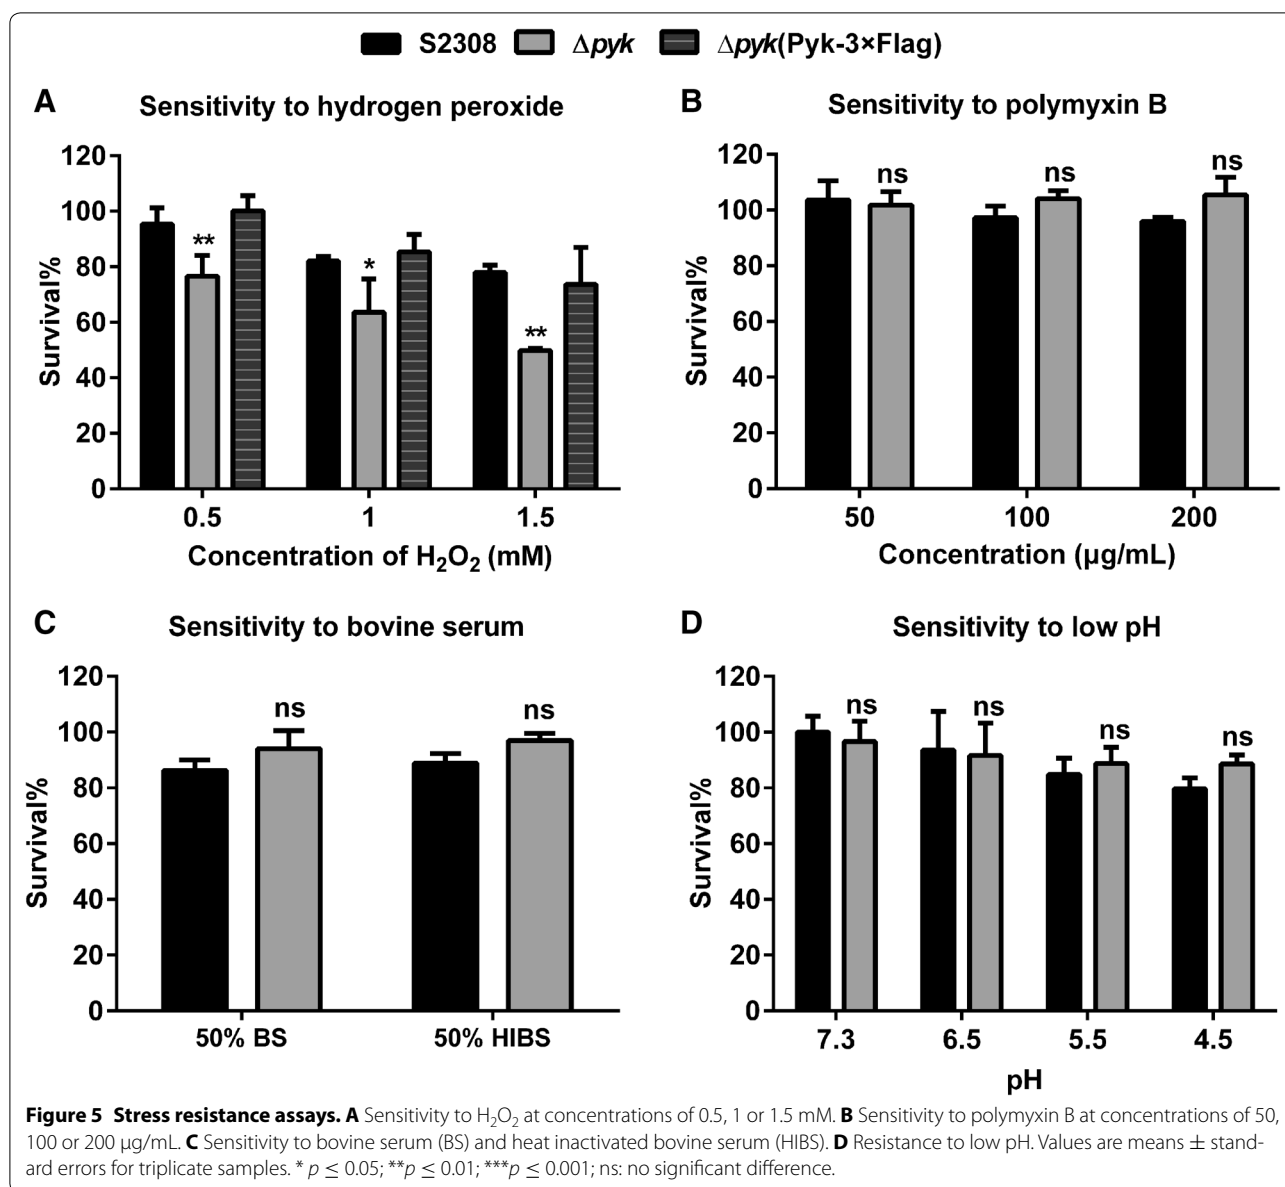 S2308 Δpyk Δpyk(Pyk-3×Flag)
A Sensitivity to hydrogen peroxide
120
100
80
60
40
20
0
Survival%
** * **
0.5 1 1.5
Concentration of H₂O₂ (mM)
B Sensitivity to polymyxin B
120
100
80
60
40
20
0
Survival%
ns ns ns
50 100 200
Concentration (µg/mL)
C Sensitivity to bovine serum
120
100
80
60
40
20
0
Survival%
ns ns
50% BS 50% HIBS
D Sensitivity to low pH
120
100
80
60
40
20
0
Survival%
ns ns ns ns
7.3 6.5 5.5 4.5
pH
Figure 5 Stress resistance assays. A Sensitivity to H₂O₂ at concentrations of 0.5, 1 or 1.5 mM. B Sensitivity to polymyxin B at concentrations of 50,
100 or 200 µg/mL. C Sensitivity to bovine serum (BS) and heat inactivated bovine serum (HIBS). D Resistance to low pH. Values are means ± stand-
ard errors for triplicate samples. * p ≤ 0.05; **p ≤ 0.01; ***p ≤ 0.001; ns: no significant difference.